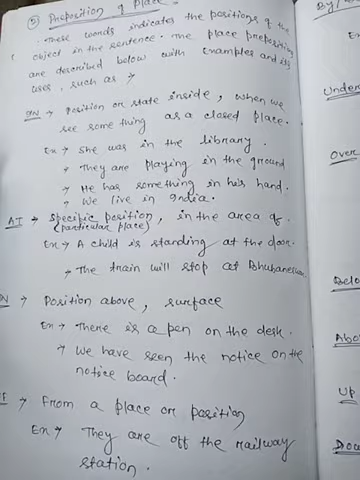 ⑤ Preposition of Place
These words indicates the positions of the
object in the sentence. The place preposition
are described below with Examples and its
uses, such as →
IN → Position or state inside, when we
see something as a closed place.
Ex → She was in the library.
→ They are playing in the ground
→ He has something in his hand.
→ We live in India.
AT → Specific position, in the area of.
(particular place)
Ex → A child is standing at the door.
→ The train will stop at Bhubaneswar.
→ Position above, surface
Ex → There is a pen on the desk.
→ We have seen the notice on the
notice board.
→ From a place or position
Ex → They are off the railway
station.
By/
Under
Over
Belo
Abo
Up
Dow